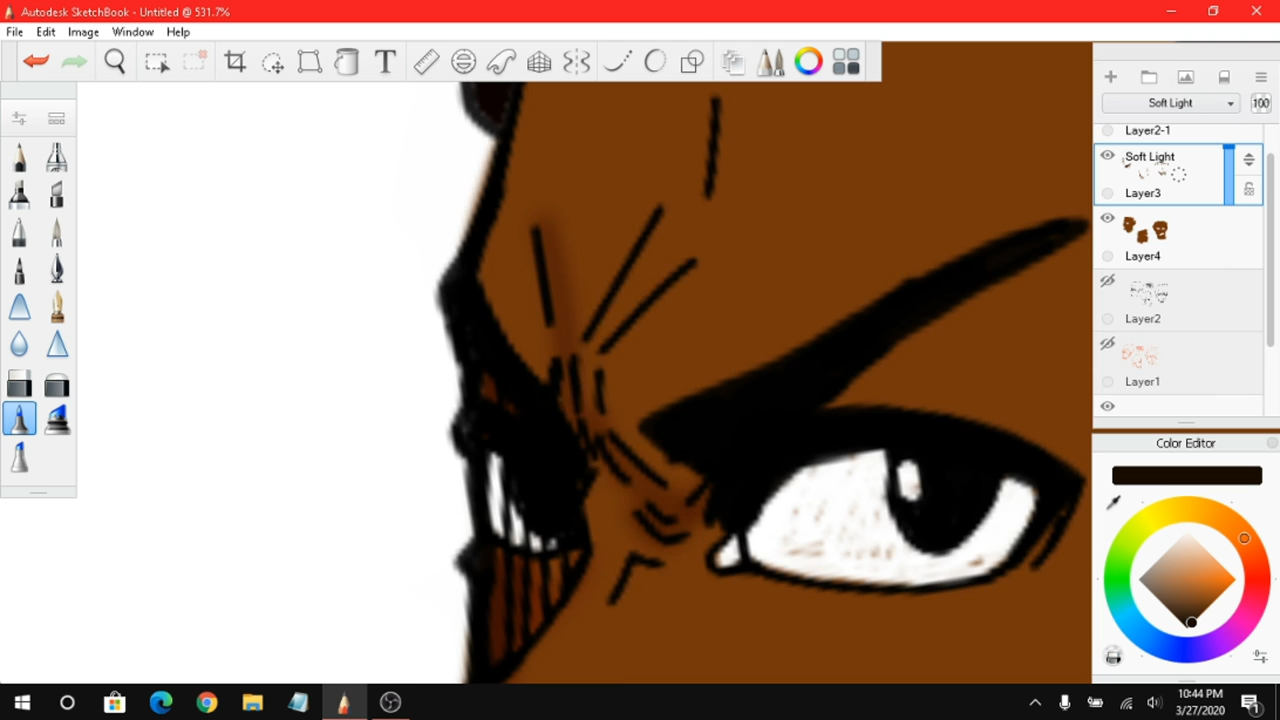 Autodesk SketchBook - Untitled @ 531.7%
File Edit Image Window Help
T
Soft Light 100
Layer2-1
Soft Light
Layer3
Layer4
Layer2
Layer1
Color Editor
10:44 PM
3/27/2020
1